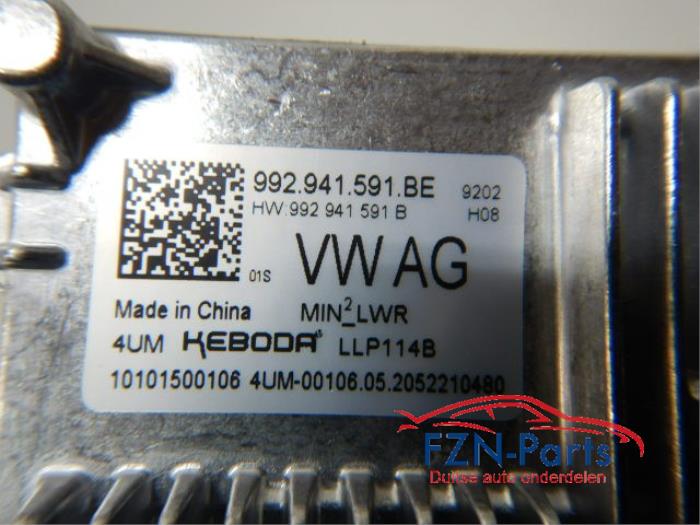 992.941.591.BE 9202
HW:992 941 591 B H08
01S VW AG
Made in China MIN²_LWR
4UM KEBODA LLP114B
10101500106 4UM-00106.05.2052210480
FZN-Parts
Duitse auto onderdelen